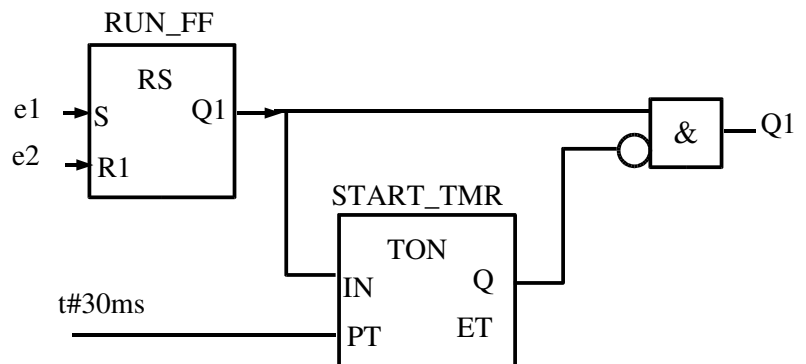 RUN_FF
RS
e1
S
Q1
e2
R1
&
Q1
START_TMR
TON
IN
Q
t#30ms
PT
ET